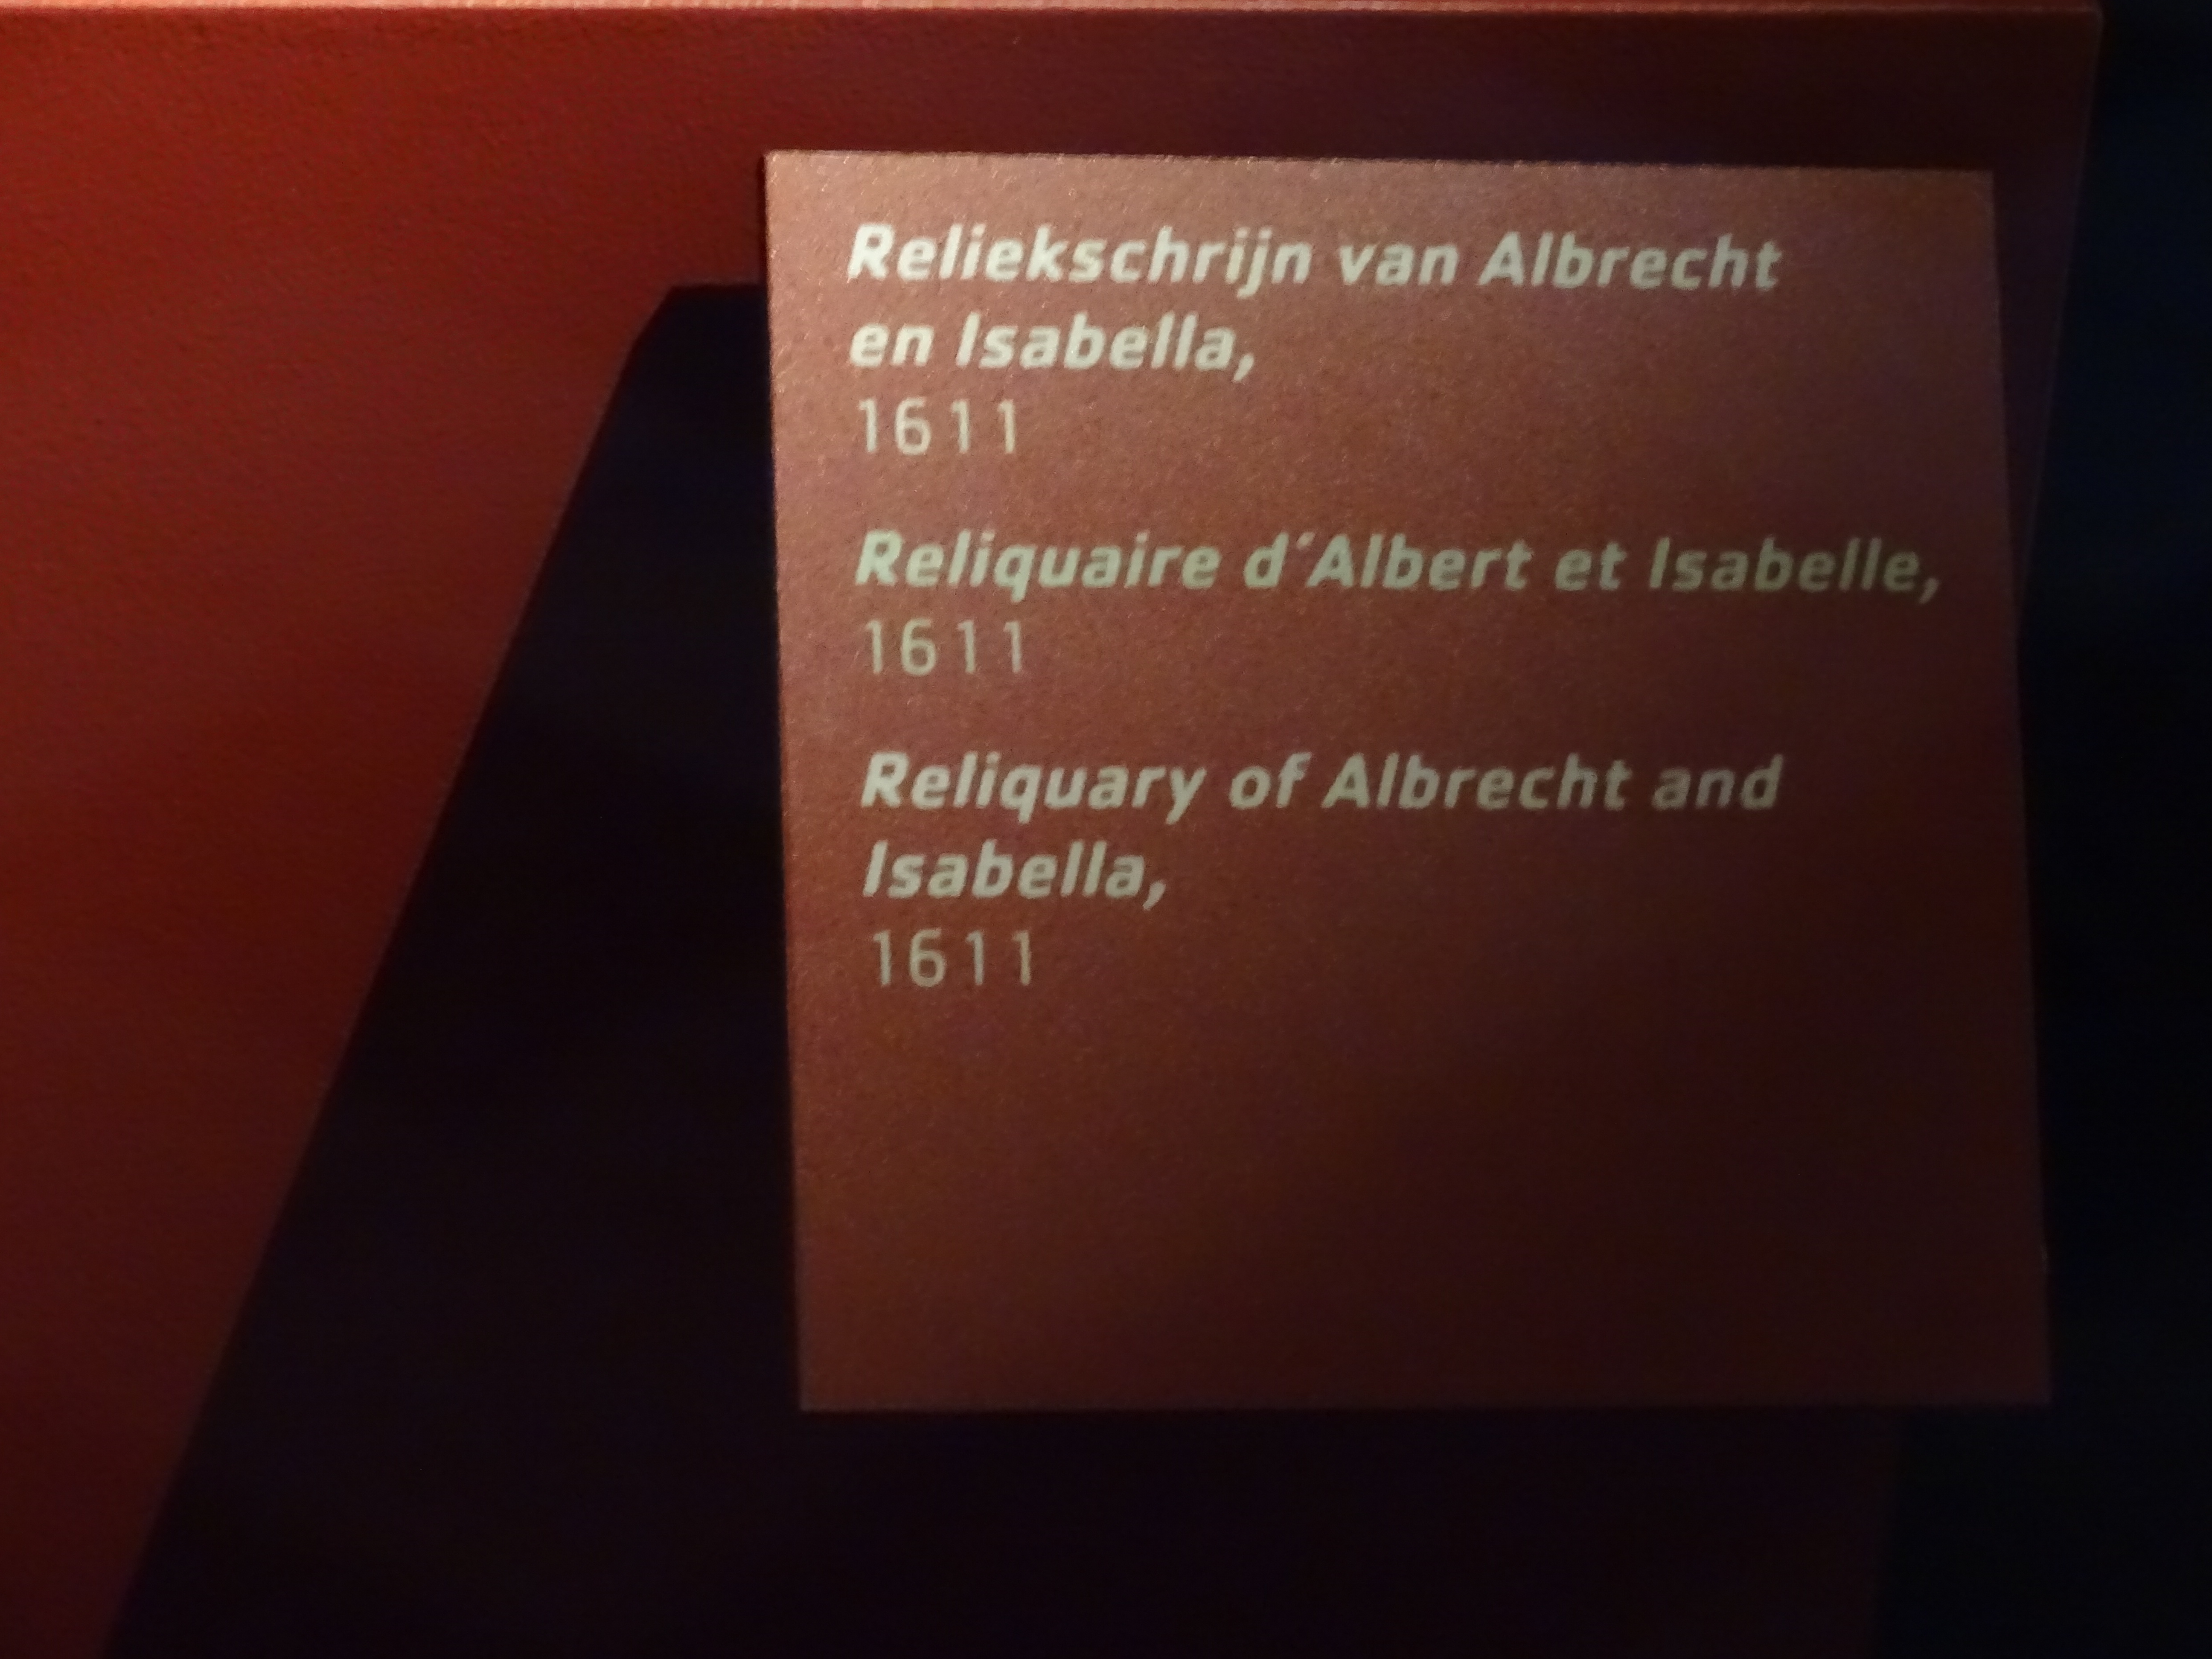 Reliekschrijn van Albrecht
en Isabella,
1611
Reliquaire d´Albert et Isabelle,
1611
Reliquary of Albrecht and
Isabella,
1611